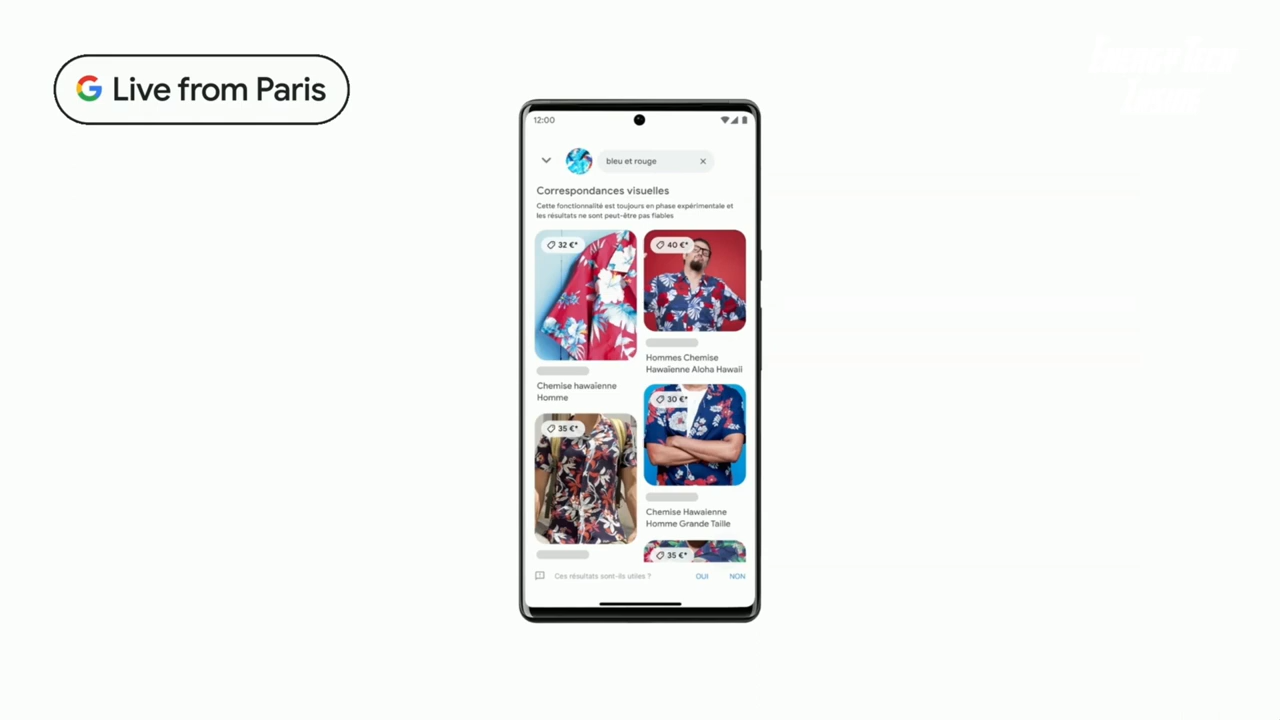 Live from Paris
12:00
bleu et rouge
Correspondances visuelles
Cette fonctionnalité est toujours en phase expérimentale et
les résultats ne sont peut-être pas fiables
32 €*
Chemise hawaïenne
Homme
35 €*
40 €*
Hommes Chemise
Hawaïenne Aloha Hawaii
30 €*
Chemise Hawaienne
Homme Grande Taille
35 €*
Ces résultats sont-ils utiles ?
OUI
NON